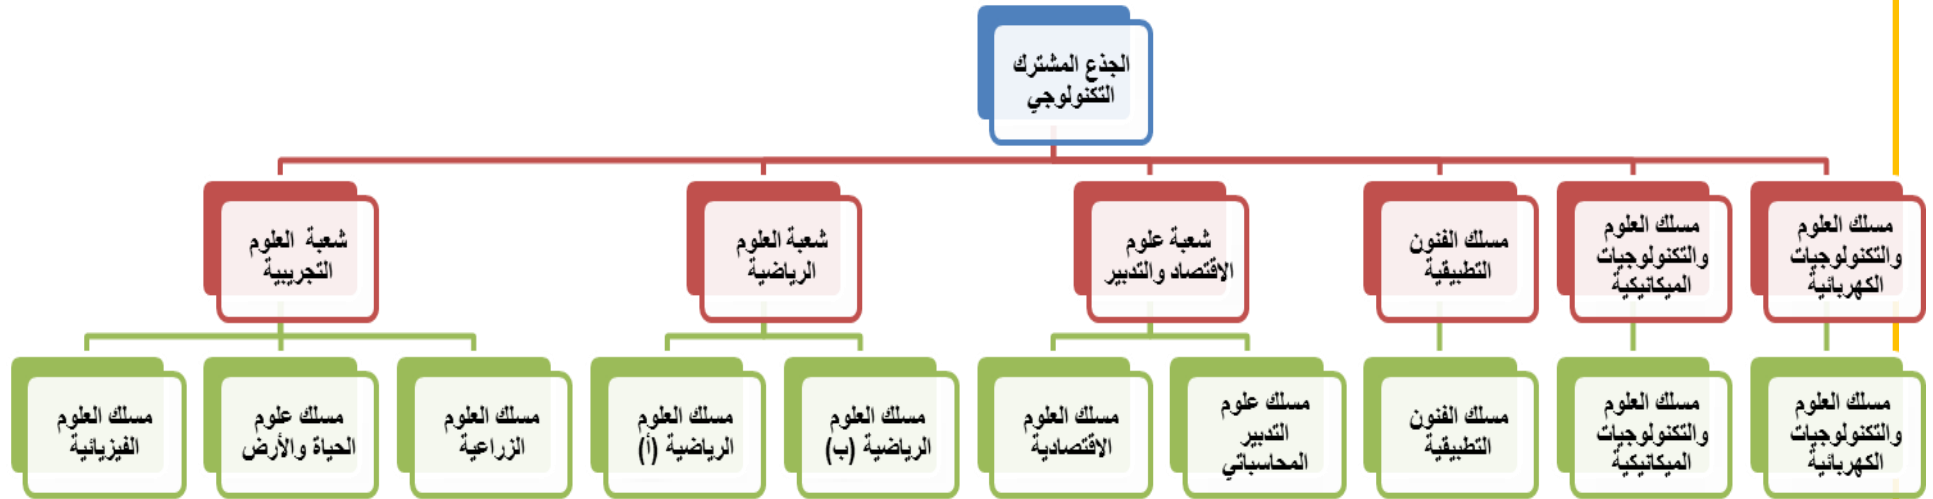 الجذع المشترك
التكنولوجي
مسلك العلوم
والتكنولوجيات
الكهربائية
مسلك العلوم
والتكنولوجيات
الميكانيكية
مسلك الفنون
التطبيقية
شعبة علوم
الاقتصاد والتدبير
شعبة العلوم
الرياضية
شعبة العلوم
التجريبية
مسلك العلوم
والتكنولوجيات
الكهربائية
مسلك العلوم
والتكنولوجيات
الميكانيكية
مسلك الفنون
التطبيقية
مسلك علوم
التدبير
المحاسباتي
مسلك العلوم
الاقتصادية
مسلك العلوم
الرياضية (ب)
مسلك العلوم
الرياضية (أ)
مسلك العلوم
الزراعية
مسلك علوم
الحياة والأرض
مسلك العلوم
الفيزيائية